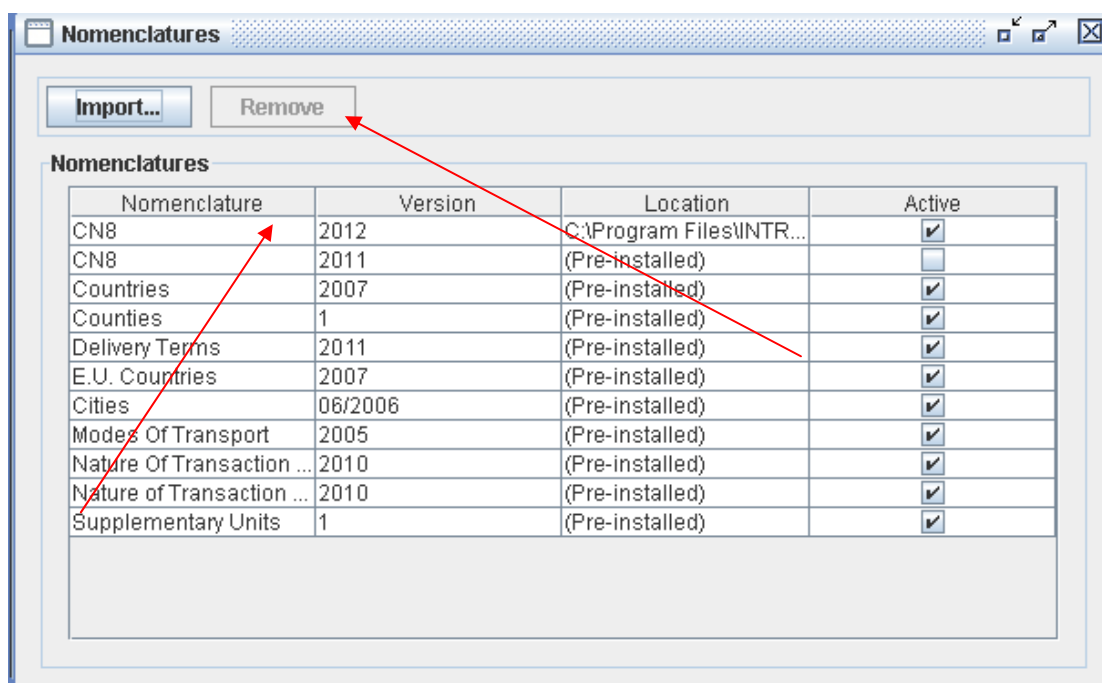 Nomenclatures
Import... Remove
Nomenclatures
Nomenclature Version Location Active
CN8 2012 C:\Program Files\INTR...
CN8 2011 (Pre-installed)
Countries 2007 (Pre-installed)
Counties 1 (Pre-installed)
Delivery Terms 2011 (Pre-installed)
E.U. Countries 2007 (Pre-installed)
Cities 06/2006 (Pre-installed)
Modes Of Transport 2005 (Pre-installed)
Nature Of Transaction ... 2010 (Pre-installed)
Nature of Transaction ... 2010 (Pre-installed)
Supplementary Units 1 (Pre-installed)